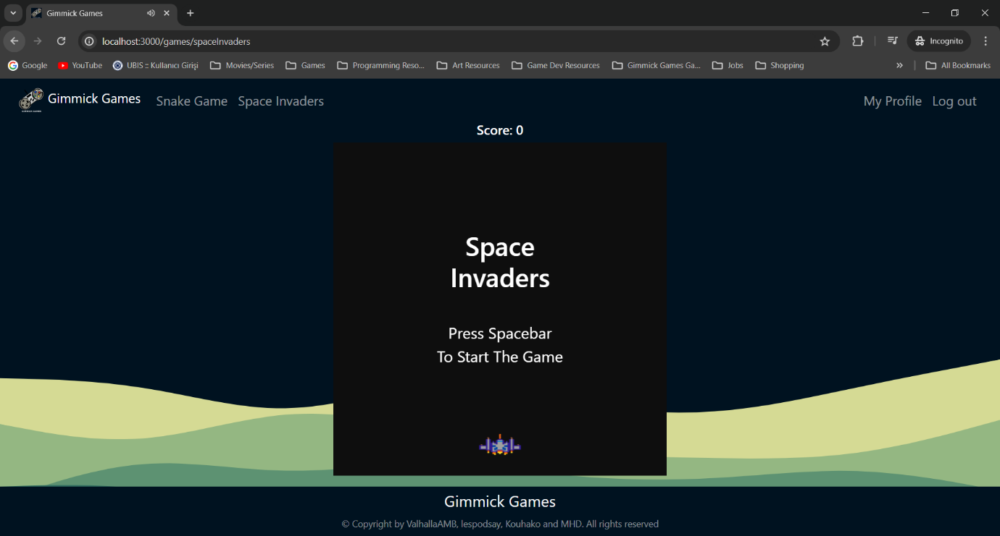 Gimmick Games
localhost:3000/games/spaceInvaders
Incognito
Google
YouTube
UBIS :: Kullanıcı Girişi
Movies/Series
Games
Programming Reso...
Art Resources
Game Dev Resources
Gimmick Games Ga...
Jobs
Shopping
All Bookmarks
Gimmick Games
Snake Game
Space Invaders
My Profile
Log out
Score: 0
Space
Invaders
Press Spacebar
To Start The Game
Gimmick Games
© Copyright by ValhallaAMB, lespodsay, Kouhako and MHD. All rights reserved